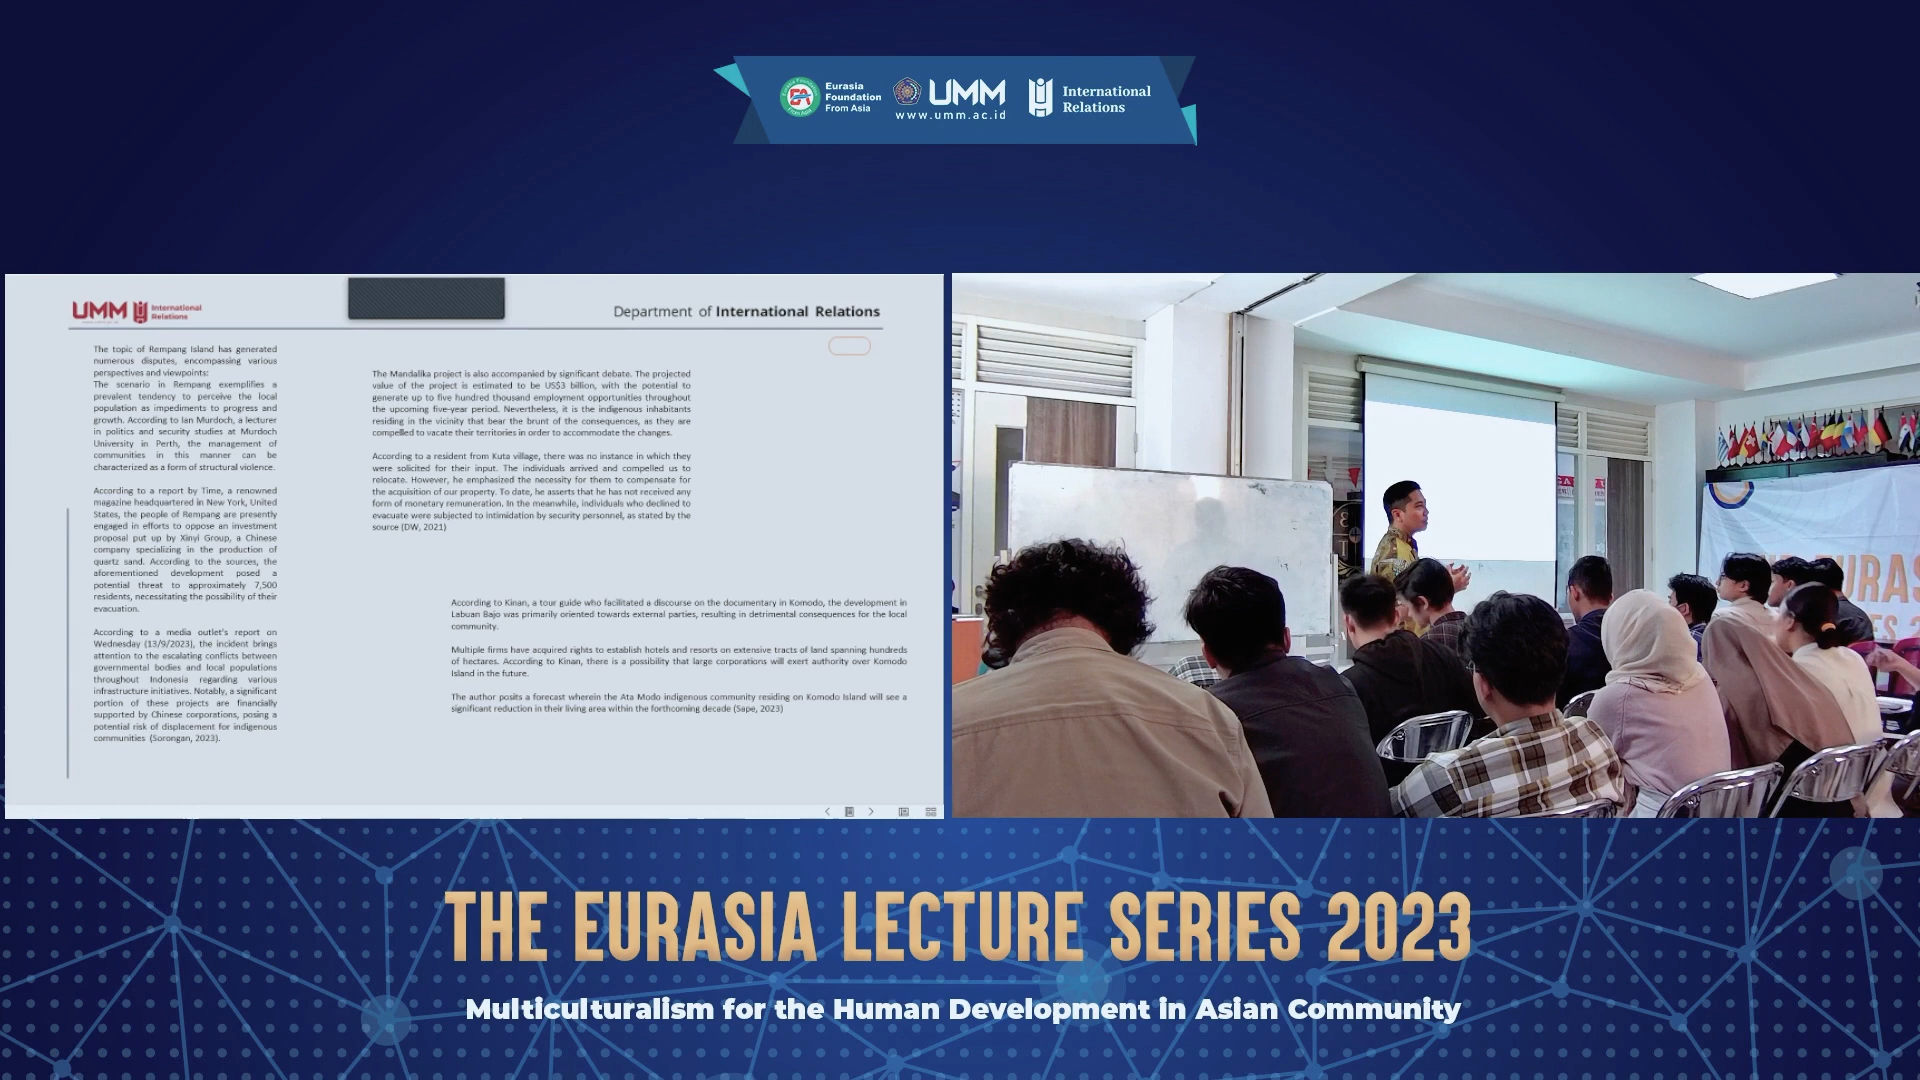 Eurasia
Foundation
From Asia
UMM
www.umm.ac.id
International
Relations
UMM
International
Relations
Department of International Relations
The topic of Rempang Island has generated
numerous disputes, encompassing various
perspectives and viewpoints:
The scenario in Rempang exemplifies a
prevalent tendency to perceive the local
population as impediments to progress and
growth. According to Ian Murdoch, a lecturer
in politics and security studies at Murdoch
University in Perth, the management of
communities in this manner can be
characterized as a form of structural violence.
According to a report by Time, a renowned
magazine headquartered in New York, United
States, the people of Rempang are presently
engaged in efforts to oppose an investment
proposal put up by Xinyi Group, a Chinese
company specializing in the production of
quartz sand. According to the sources, the
aforementioned development posed a
potential threat to approximately 7,500
residents, necessitating the possibility of their
evacuation.
According to a media outlet's report on
Wednesday (13/9/2023), the incident brings
attention to the escalating conflicts between
governmental bodies and local populations
throughout Indonesia regarding various
infrastructure initiatives. Notably, a significant
portion of these projects are financially
supported by Chinese corporations, posing a
potential risk of displacement for indigenous
communities (Sorongan, 2023).
The Mandalika project is also accompanied by significant debate. The projected
value of the project is estimated to be US$3 billion, with the potential to
generate up to five hundred thousand employment opportunities throughout
the upcoming five-year period. Nevertheless, it is the indigenous inhabitants
residing in the vicinity that bear the brunt of the consequences, as they are
compelled to vacate their territories in order to accommodate the changes.
According to a resident from Kuta village, there was no instance in which they
were solicited for their input. The individuals arrived and compelled us to
relocate. However, he emphasized the necessity for them to compensate for
the acquisition of our property. To date, he asserts that he has not received any
form of monetary remuneration. In the meanwhile, individuals who declined to
evacuate were subjected to intimidation by security personnel, as stated by the
source (DW, 2021)
According to Kinan, a tour guide who facilitated a discourse on the documentary in Komodo, the development in
Labuan Bajo was primarily oriented towards external parties, resulting in detrimental consequences for the local
community.
Multiple firms have acquired rights to establish hotels and resorts on extensive tracts of land spanning hundreds
of hectares. According to Kinan, there is a possibility that large corporations will exert authority over Komodo
Island in the future.
The author posits a forecast wherein the Ata Modo indigenous community residing on Komodo Island will see a
significant reduction in their living area within the forthcoming decade (Sape, 2023)
EURAS
THE EURASIA LECTURE SERIES 2023
Multiculturalism for the Human Development in Asian Community